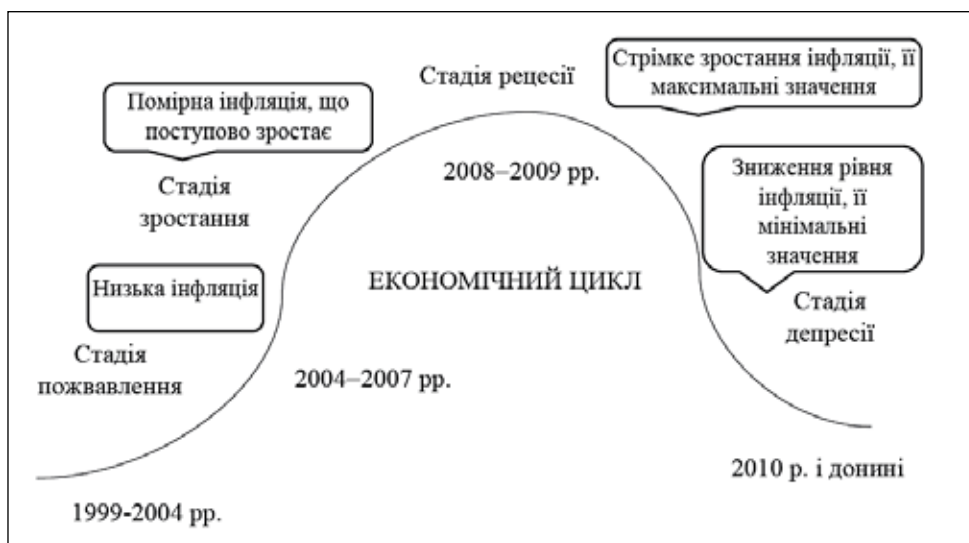 Стадія рецесії
Стрімке зростання інфляції, її
максимальні значення
Помірна інфляція, що
поступово зростає
2008–2009 рр.
Зниження рівня
інфляції, її
мінімальні
значення
Стадія
зростання
Низька інфляція
ЕКОНОМІЧНИЙ ЦИКЛ
Стадія
депресії
Стадія
пожвавлення
2004–2007 рр.
2010 р. і донині
1999-2004 рр.